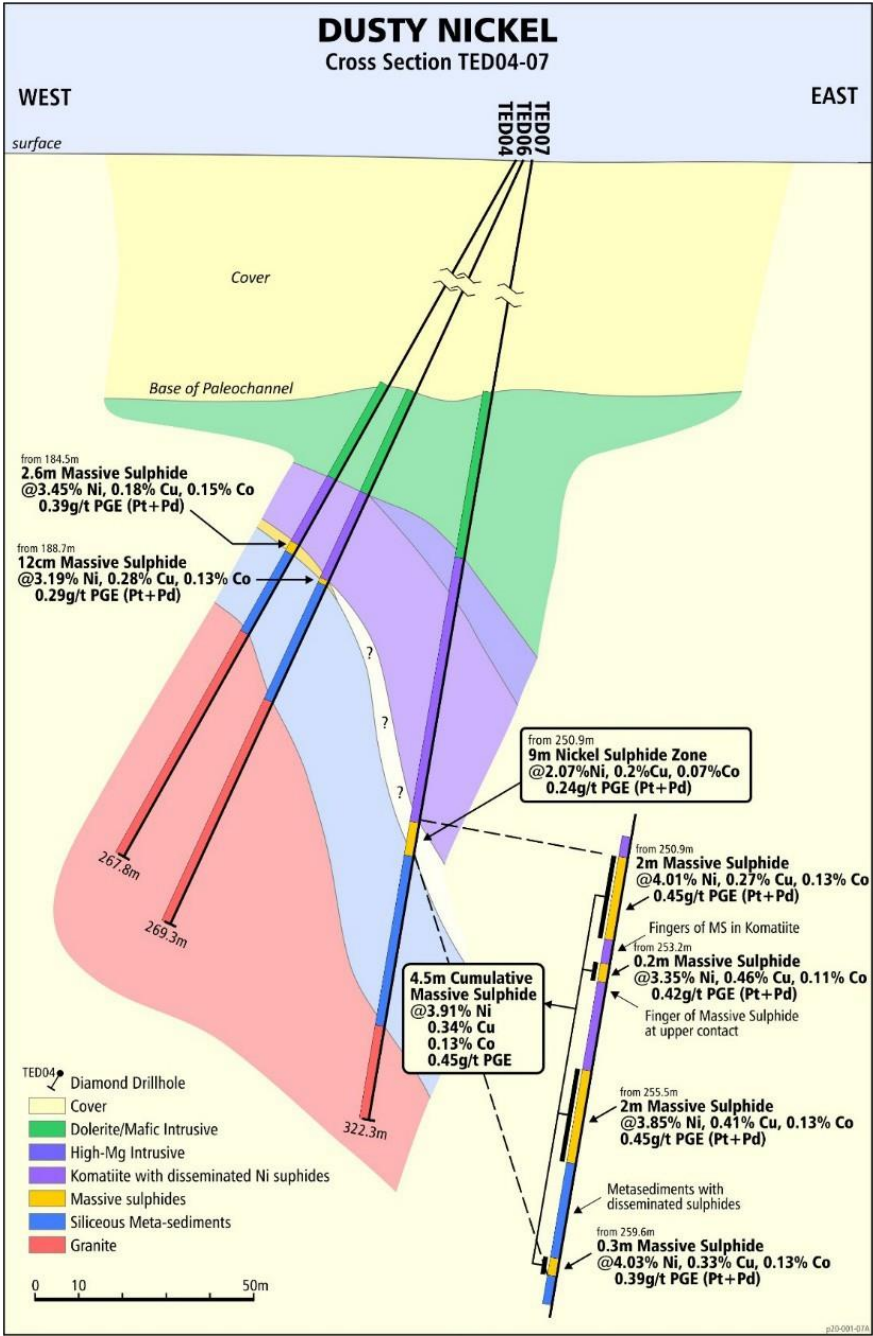 DUSTY NICKEL
Cross Section TED04-07
WEST
EAST
surface
TED04
TED06
TED07
Cover
Base of Paleochannel
from 184.5m
2.6m Massive Sulphide
@3.45% Ni, 0.18% Cu, 0.15% Co
0.39g/t PGE (Pt+Pd)
from 188.7m
12cm Massive Sulphide
@3.19% Ni, 0.28% Cu, 0.13% Co
0.29g/t PGE (Pt+Pd)
?
?
?
from 250.9m
9m Nickel Sulphide Zone
@2.07%Ni, 0.2%Cu, 0.07%Co
0.24g/t PGE (Pt+Pd)
267.8m
269.3m
322.3m
from 250.9m
2m Massive Sulphide
@4.01% Ni, 0.27% Cu, 0.13% Co
0.45g/t PGE (Pt+Pd)
Fingers of MS in Komatiite
from 253.2m
0.2m Massive Sulphide
@3.35% Ni, 0.46% Cu, 0.11% Co
0.42g/t PGE (Pt+Pd)
Finger of Massive Sulphide
at upper contact
4.5m Cumulative
Massive Sulphide
@3.91% Ni
0.34% Cu
0.13% Co
0.45g/t PGE
from 255.5m
2m Massive Sulphide
@3.85% Ni, 0.41% Cu, 0.13% Co
0.45g/t PGE (Pt+Pd)
Metasediments with
disseminated sulphides
from 259.6m
0.3m Massive Sulphide
@4.03% Ni, 0.33% Cu, 0.13% Co
0.39g/t PGE (Pt+Pd)
TED04
Diamond Drillhole
Cover
Dolerite/Mafic Intrusive
High-Mg Intrusive
Komatiite with disseminated Ni suphides
Massive sulphides
Siliceous Meta-sediments
Granite
0 10 50m
p20-001-07A